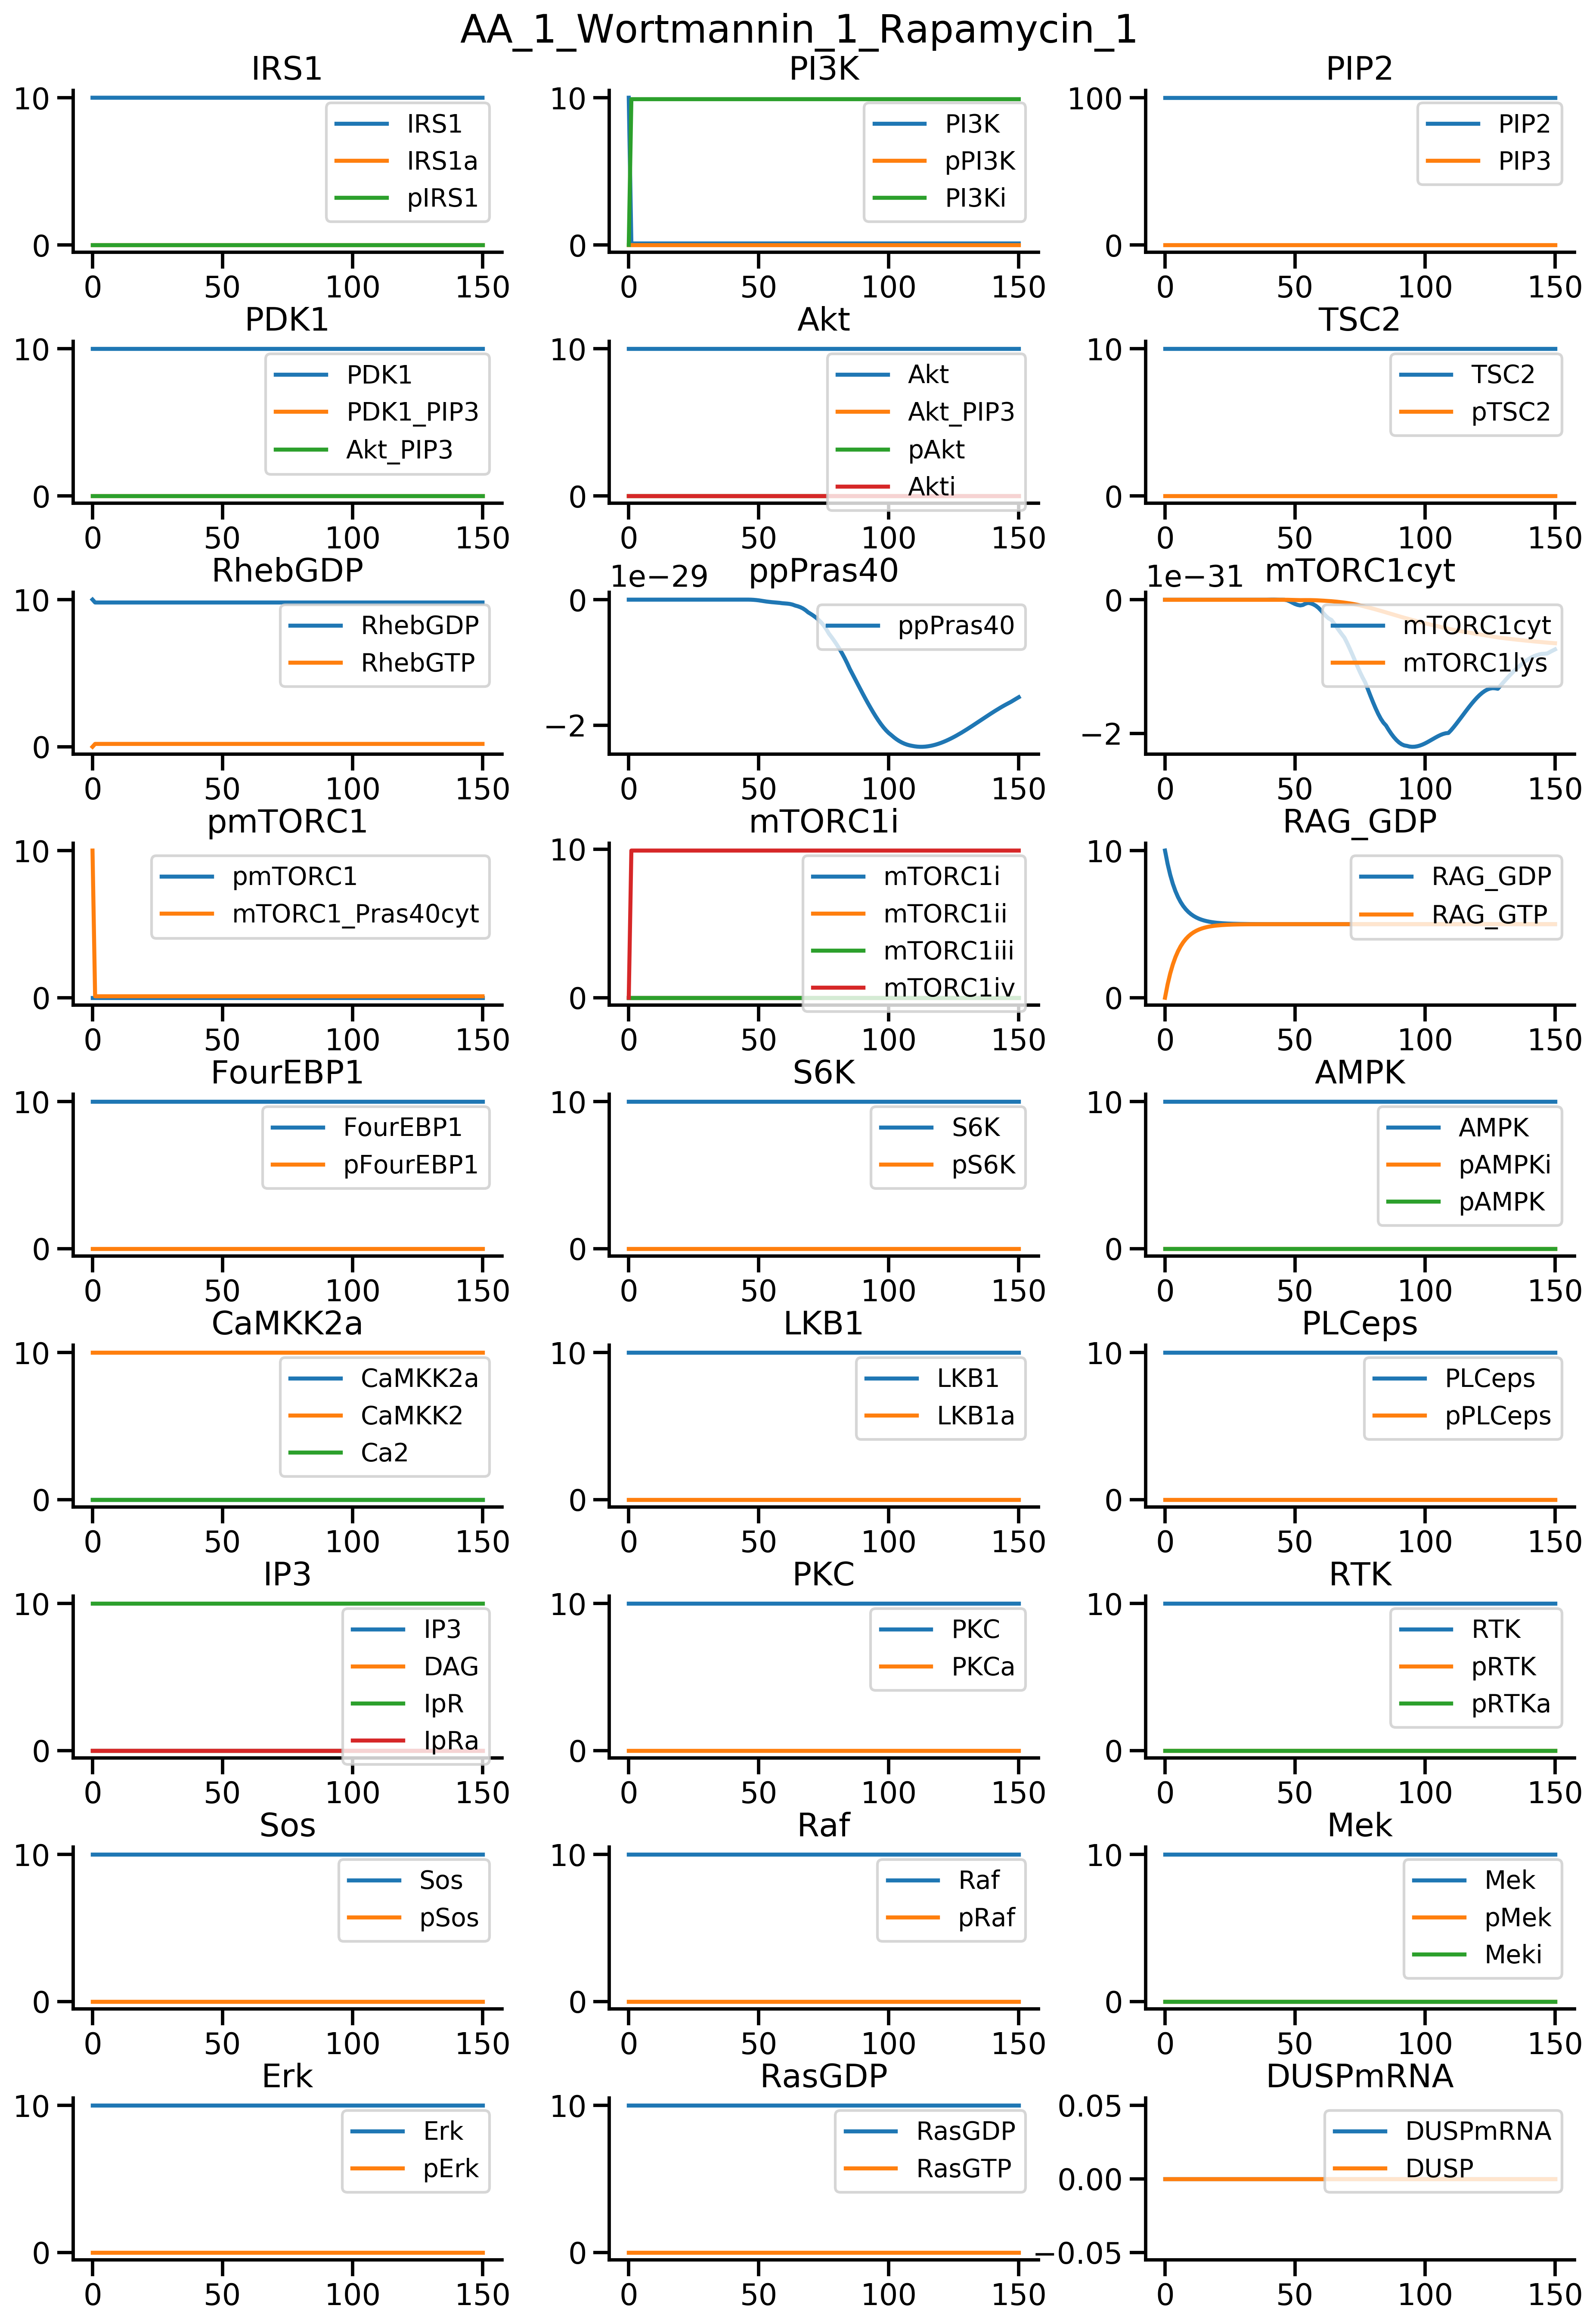 AA_1_Wortmannin_1_Rapamycin_1
IRS1
10
0
0 50 100 150
IRS1
IRS1a
pIRS1
PI3K
10
0
0 50 100 150
PI3K
pPI3K
PI3Ki
PIP2
100
0
0 50 100 150
PIP2
PIP3
PDK1
10
0
0 50 100 150
PDK1
PDK1_PIP3
Akt_PIP3
Akt
10
0
0 50 100 150
Akt
Akt_PIP3
pAkt
Akti
TSC2
10
0
0 50 100 150
TSC2
pTSC2
RhebGDP
10
0
0 50 100 150
RhebGDP
RhebGTP
1e−29 ppPras40
0
−2
0 50 100 150
ppPras40
1e−31 mTORC1cyt
0
−2
0 50 100 150
mTORC1cyt
mTORC1lys
pmTORC1
10
0
0 50 100 150
pmTORC1
mTORC1_Pras40cyt
mTORC1i
10
0
0 50 100 150
mTORC1i
mTORC1ii
mTORC1iii
mTORC1iv
RAG_GDP
10
0
0 50 100 150
RAG_GDP
RAG_GTP
FourEBP1
10
0
0 50 100 150
FourEBP1
pFourEBP1
S6K
10
0
0 50 100 150
S6K
pS6K
AMPK
10
0
0 50 100 150
AMPK
pAMPKi
pAMPK
CaMKK2a
10
0
0 50 100 150
CaMKK2a
CaMKK2
Ca2
LKB1
10
0
0 50 100 150
LKB1
LKB1a
PLCeps
10
0
0 50 100 150
PLCeps
pPLCeps
IP3
10
0
0 50 100 150
IP3
DAG
IpR
IpRa
PKC
10
0
0 50 100 150
PKC
PKCa
RTK
10
0
0 50 100 150
RTK
pRTK
pRTKa
Sos
10
0
0 50 100 150
Sos
pSos
Raf
10
0
0 50 100 150
Raf
pRaf
Mek
10
0
0 50 100 150
Mek
pMek
Meki
Erk
10
0
0 50 100 150
Erk
pErk
RasGDP
10
0
0 50 100 150
RasGDP
RasGTP
DUSPmRNA
0.05
0.00
−0.05
0 50 100 150
DUSPmRNA
DUSP